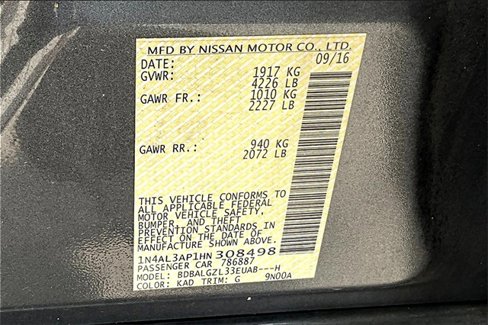 MFD BY NISSAN MOTOR CO., LTD.
DATE: 09/16
GVWR: 1917 KG
4226 LB
GAWR FR.: 1010 KG
2227 LB
GAWR RR.: 940 KG
2072 LB
THIS VEHICLE CONFORMS TO
ALL APPLICABLE FEDERAL
MOTOR VEHICLE SAFETY,
BUMPER, AND THEFT
PREVENTION STANDARDS IN
EFFECT ON THE DATE OF
MANUFACTURE SHOWN ABOVE.
1N4AL3AP1HN308498
PASSENGER CAR 786887
MODEL: BDBALGZL33EUAB---H
COLOR: KAD TRIM: G 9N00A